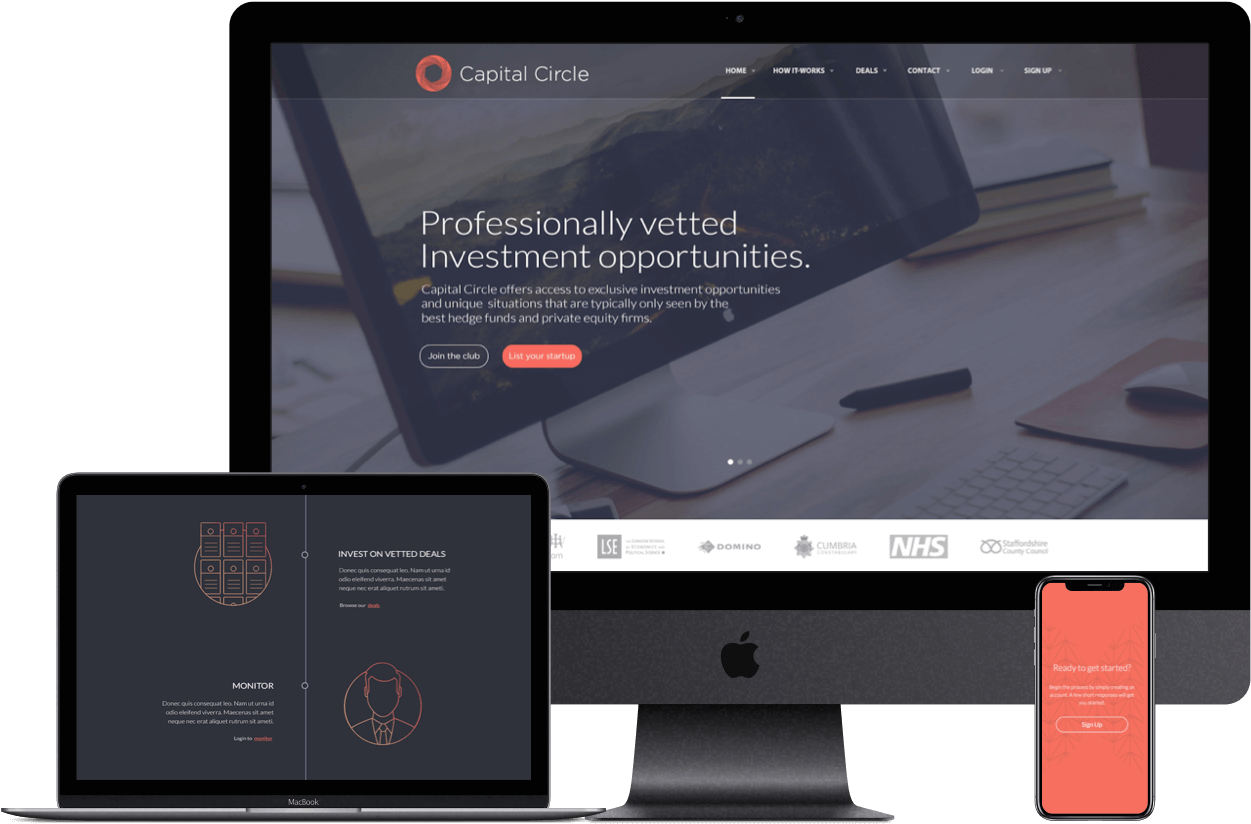 Capital Circle
HOME
HOW IT-WORKS
DEALS
CONTACT
LOGIN
SIGN UP
Professionally vetted
Investment opportunities.
Capital Circle offers access to exclusive investment opportunities
and unique situations that are typically only seen by the
best hedge funds and private equity firms.
Join the club
List your startup
om
LSE
THE LONDON SCHOOL
OF ECONOMICS AND
POLITICAL SCIENCE
DOMINO
CUMBRIA
CONSTABULARY
NHS
Staffordshire
County Council
INVEST ON VETTED DEALS
Donec quis consequat leo. Nam ut urna id
odio eleifend viverra. Maecenas sit amet
neque nec erat aliquet rutrum sit ameti.
Browse our deals
MONITOR
Donec quis consequat leo. Nam ut urna id
odio eleifend viverra. Maecenas sit amet
neque nec erat aliquet rutrum sit ameti.
Login to monitor
MacBook
Ready to get started?
Begin the process by simply creating an
account. A few short responses will get
you started.
Sign Up